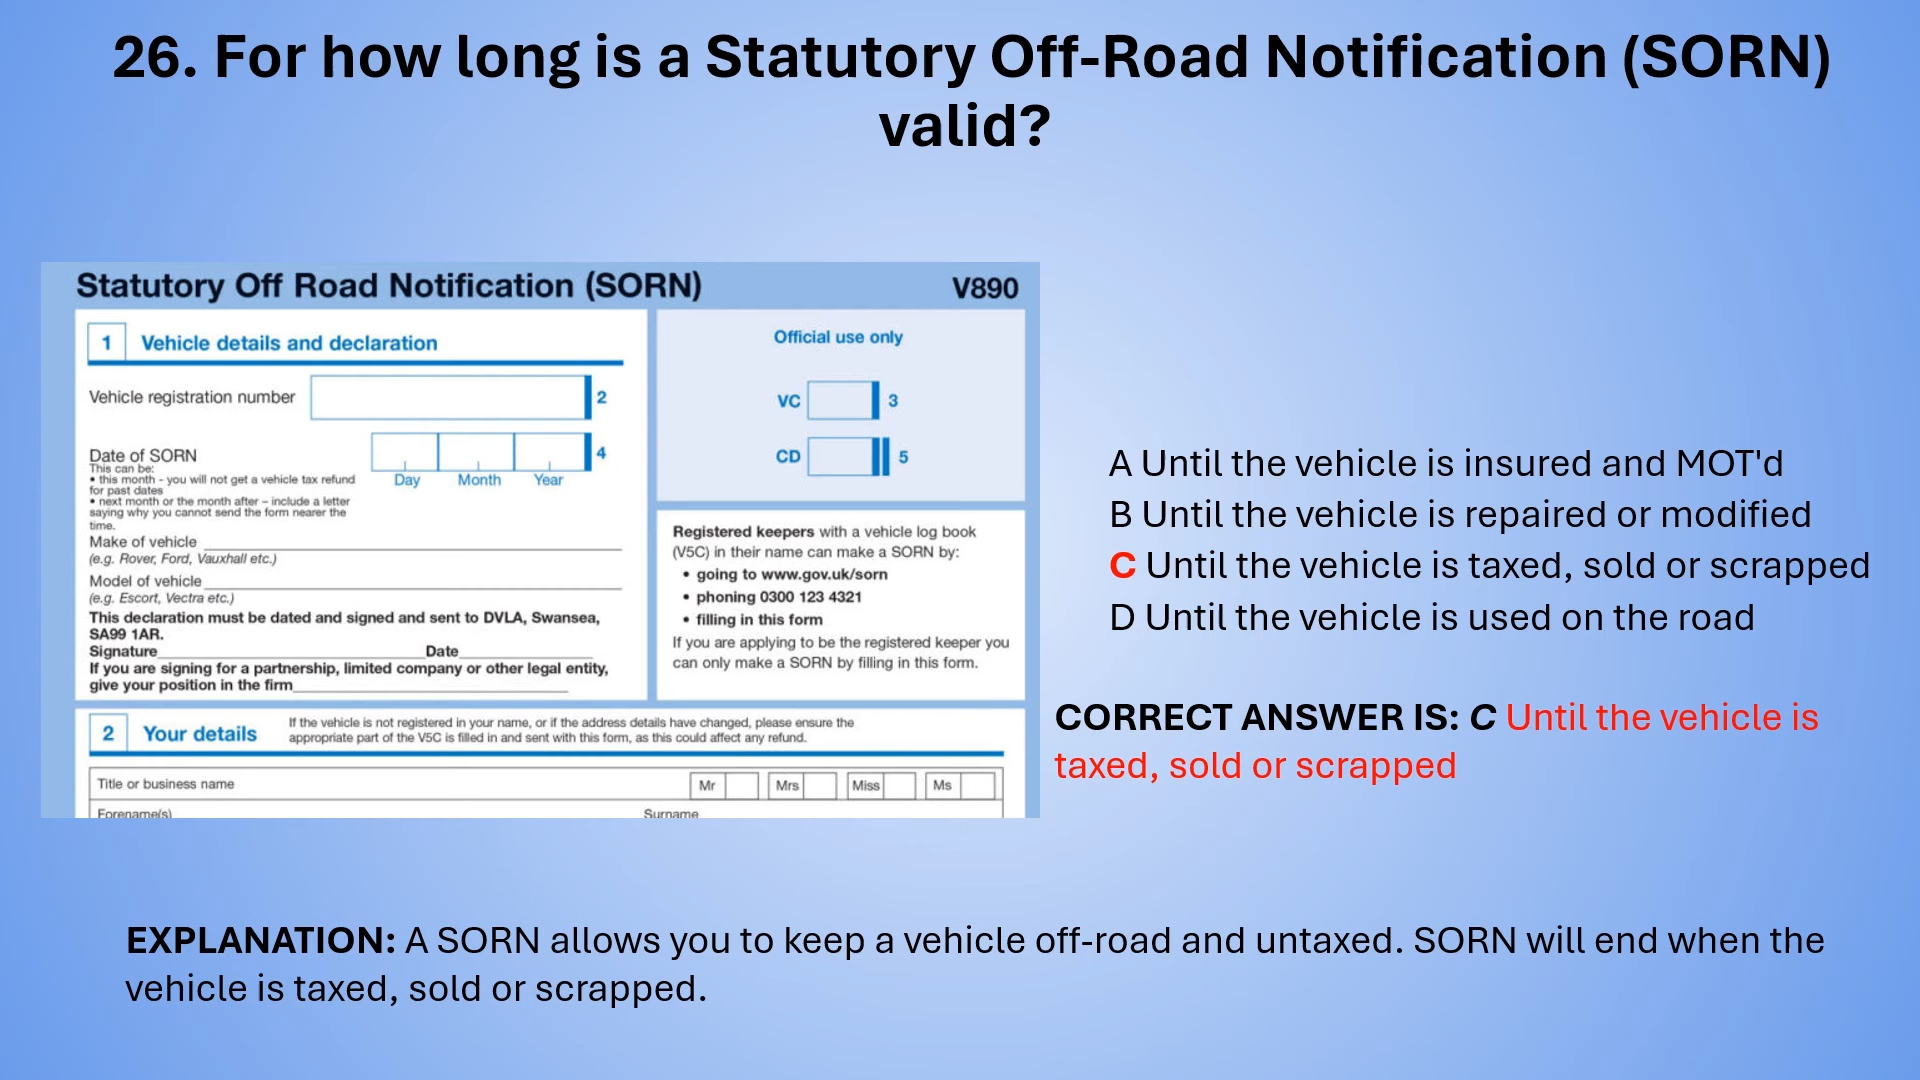 26. For how long is a Statutory Off-Road Notification (SORN)
valid?
Statutory Off Road Notification (SORN)
V890
1 Vehicle details and declaration
Vehicle registration number 2
Date of SORN 4
This can be:
• this month - you will not get a vehicle tax refund
for past dates
• next month or the month after – include a letter
saying why you cannot send the form nearer the
time.
Day Month Year
Make of vehicle
(e.g. Rover, Ford, Vauxhall etc.)
Model of vehicle
(e.g. Escort, Vectra etc.)
This declaration must be dated and signed and sent to DVLA, Swansea,
SA99 1AR.
Signature Date
If you are signing for a partnership, limited company or other legal entity,
give your position in the firm
Official use only
VC 3
CD 5
Registered keepers with a vehicle log book
(V5C) in their name can make a SORN by:
• going to www.gov.uk/sorn
• phoning 0300 123 4321
• filling in this form
If you are applying to be the registered keeper you
can only make a SORN by filling in this form.
2 Your details
If the vehicle is not registered in your name, or if the address details have changed, please ensure the
appropriate part of the V5C is filled in and sent with this form, as this could affect any refund.
Title or business name Mr Mrs Miss Ms
Forename(s) Surname
A Until the vehicle is insured and MOT'd
B Until the vehicle is repaired or modified
C Until the vehicle is taxed, sold or scrapped
D Until the vehicle is used on the road
CORRECT ANSWER IS: C Until the vehicle is
taxed, sold or scrapped
EXPLANATION: A SORN allows you to keep a vehicle off-road and untaxed. SORN will end when the
vehicle is taxed, sold or scrapped.